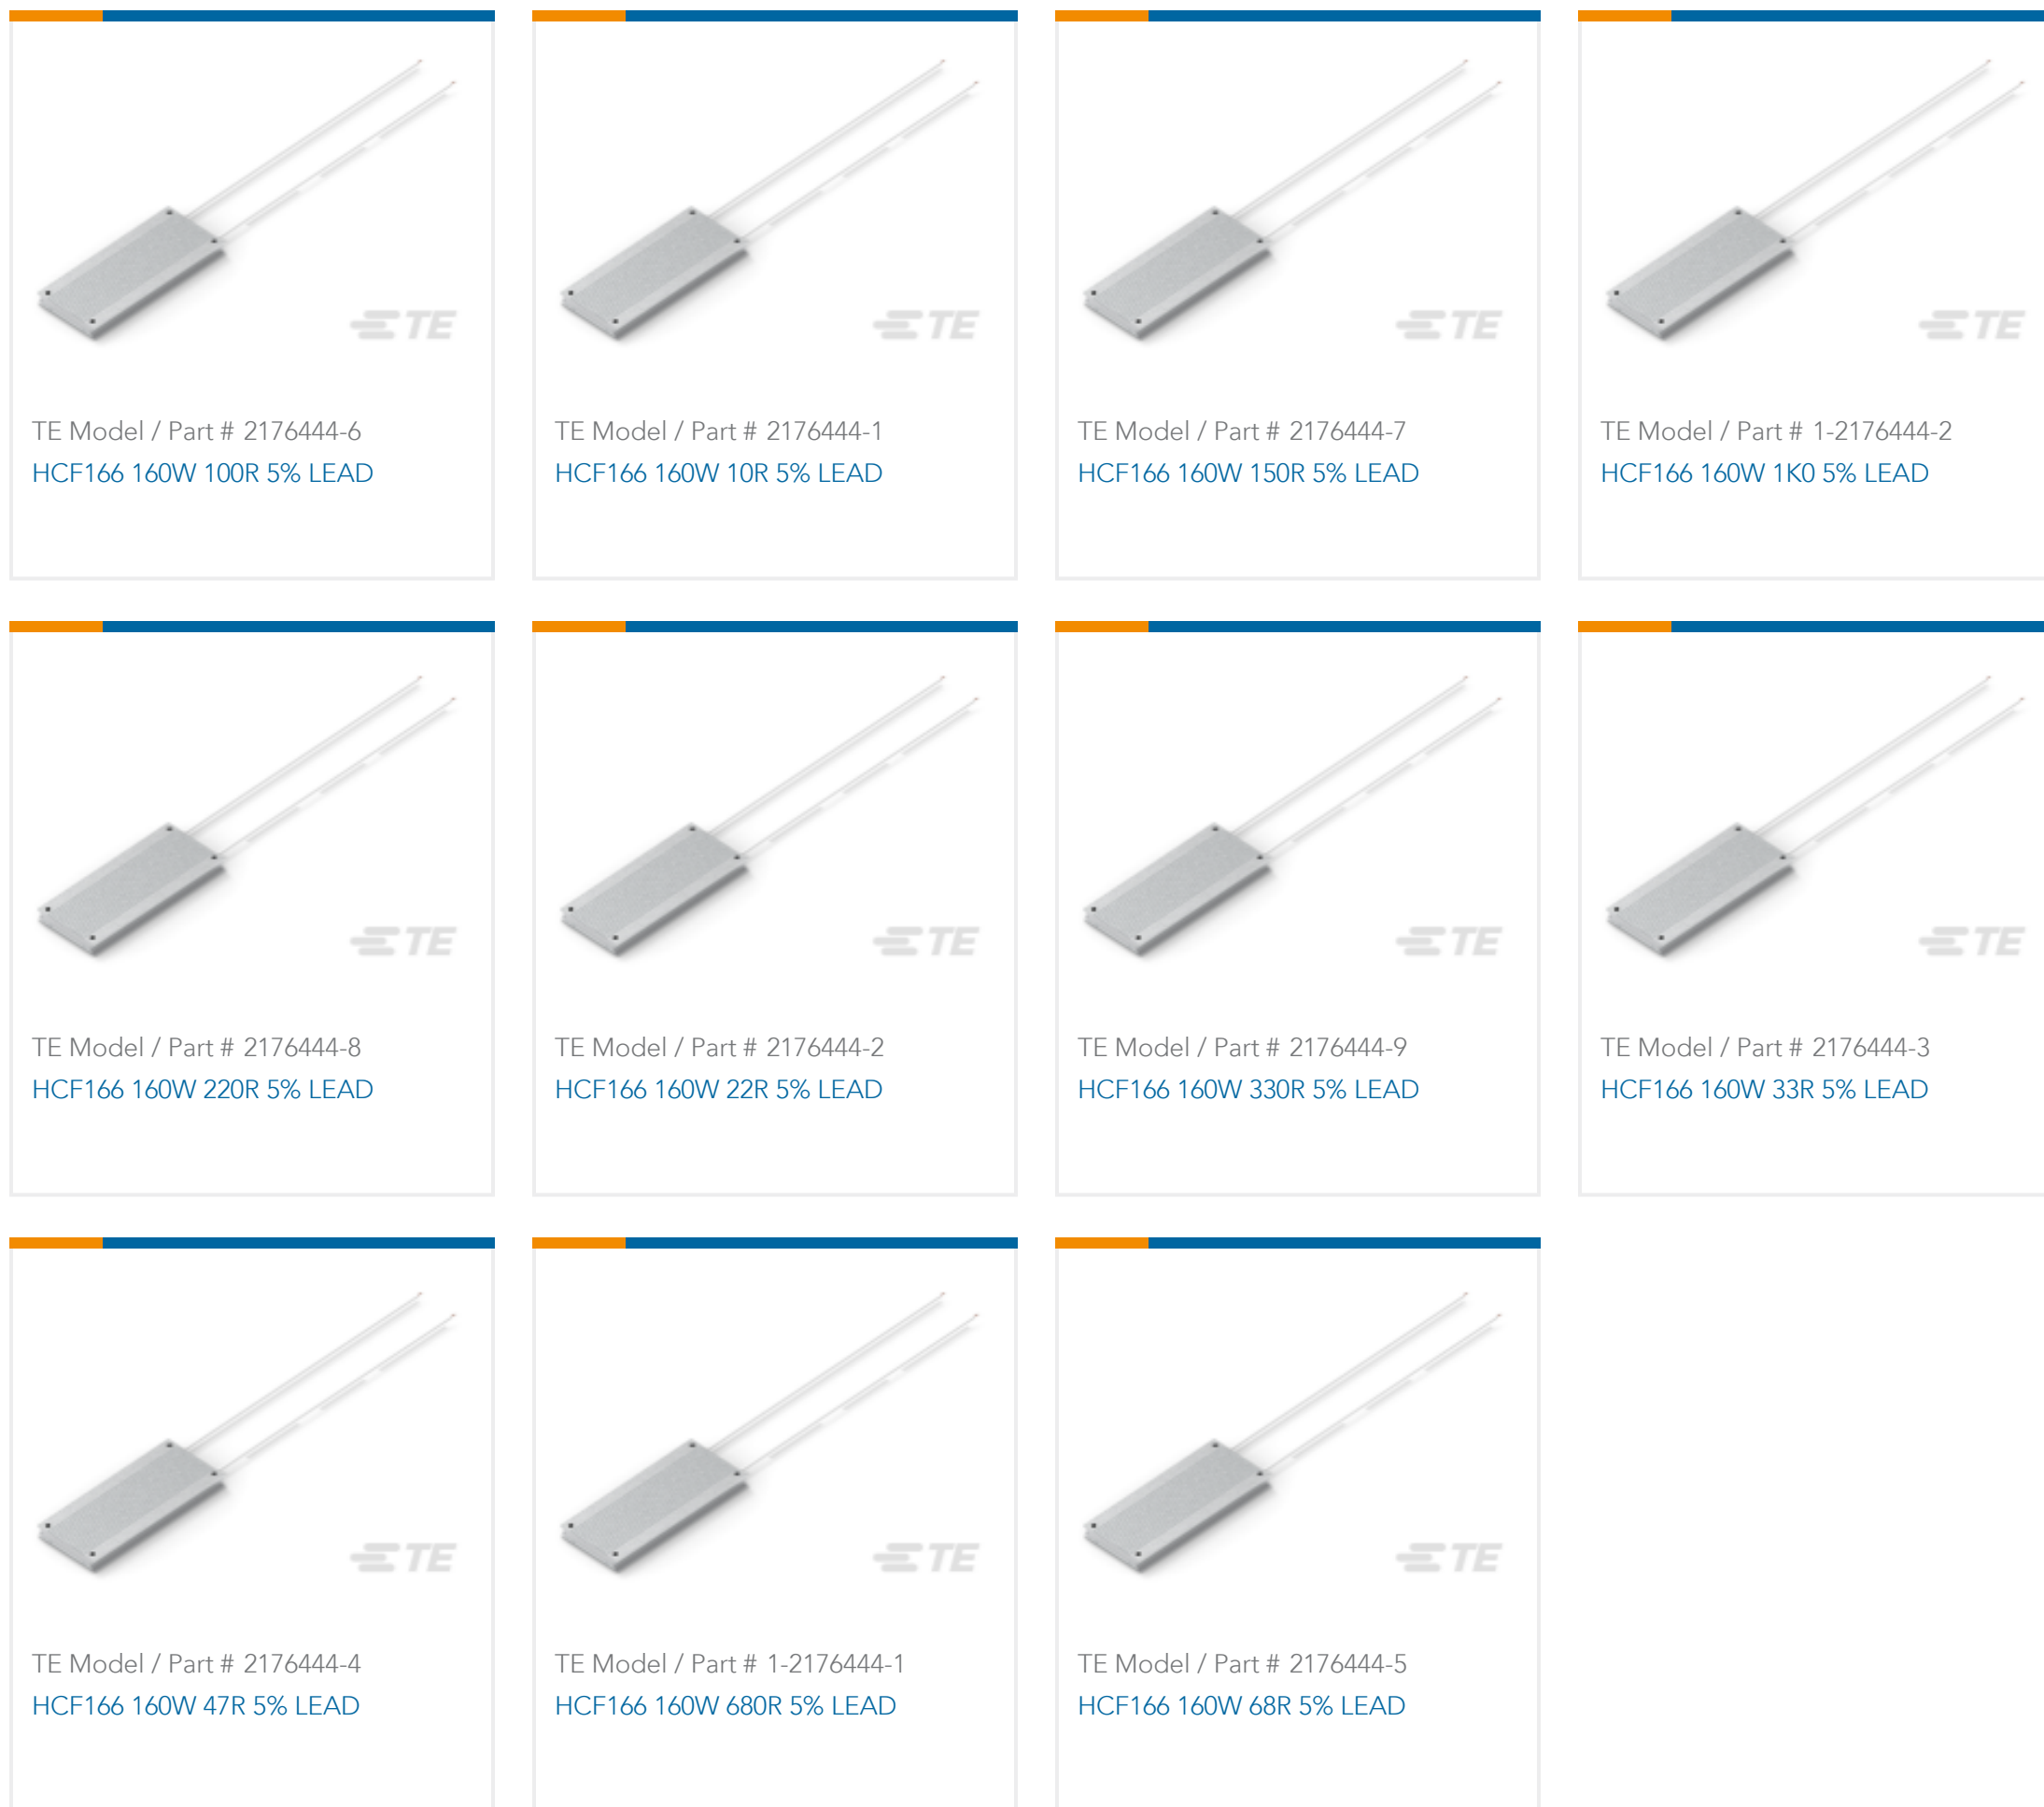 TE
TE Model / Part # 2176444-6
HCF166 160W 100R 5% LEAD
TE
TE Model / Part # 2176444-1
HCF166 160W 10R 5% LEAD
TE
TE Model / Part # 2176444-7
HCF166 160W 150R 5% LEAD
TE
TE Model / Part # 1-2176444-2
HCF166 160W 1K0 5% LEAD
TE
TE Model / Part # 2176444-8
HCF166 160W 220R 5% LEAD
TE
TE Model / Part # 2176444-2
HCF166 160W 22R 5% LEAD
TE
TE Model / Part # 2176444-9
HCF166 160W 330R 5% LEAD
TE
TE Model / Part # 2176444-3
HCF166 160W 33R 5% LEAD
TE
TE Model / Part # 2176444-4
HCF166 160W 47R 5% LEAD
TE
TE Model / Part # 1-2176444-1
HCF166 160W 680R 5% LEAD
TE
TE Model / Part # 2176444-5
HCF166 160W 68R 5% LEAD